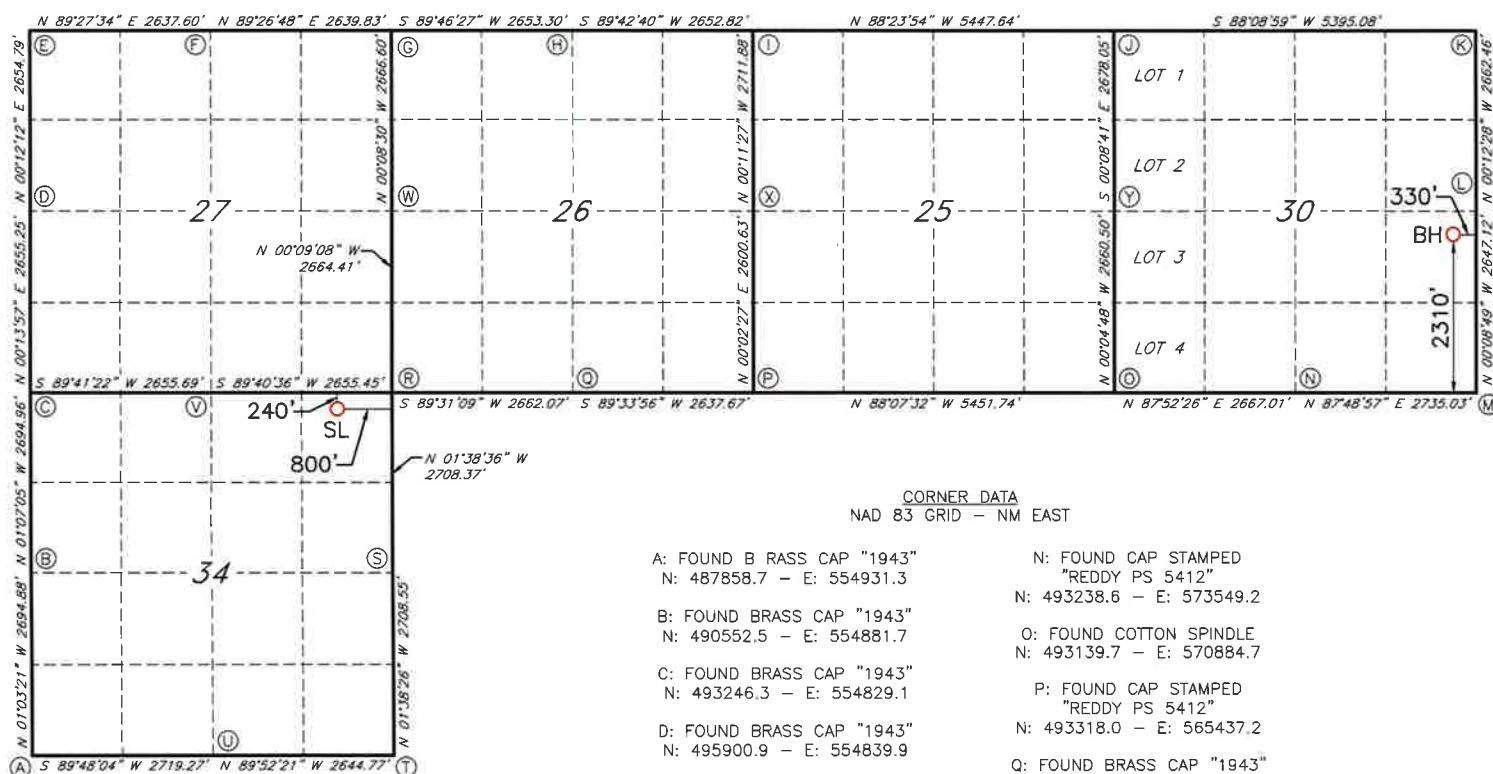 N 89°27'34" E 2637.60' N 89°26'48" E 2639.83' S 89°46'27" W 2653.30' S 89°42'40" W 2652.82' N 88°23'54" W 5447.64' S 88°08'59" W 5395.08'
E F G H I J K
N 00°12'12" E 2654.79'
N 00°08'30" W 2666.60'
N 00°11'27" W 2711.88'
S 00°08'41" E 2678.05'
N 00°12'28" W 2662.46'
LOT 1
LOT 2
D W X Y L
27 26 25 30
330'
BH
N 00°09'08" W
2664.41'
LOT 3
2310'
N 00°13'57" E 2655.25'
N 00°02'27" E 2600.63'
N 00°04'48" W 2660.50'
N 00°08'49" W 2647.12'
LOT 4
S 89°41'22" W 2655.69' S 89°40'36" W 2655.45'
R Q P O N
C V
S 89°31'09" W 2662.07' S 89°33'56" W 2637.67' N 88°07'32" W 5451.74' N 87°52'26" E 2667.01' N 87°48'57" E 2735.03' M
240'
SL
800'
N 01°38'36" W
2708.37'
N 01°07'05" W 2694.96'
B 34 S
N 01°03'21" W 2694.88'
N 01°38'26" W 2708.55'
U
A S 89°48'04" W 2719.27' N 89°52'21" W 2644.77' T
CORNER DATA
NAD 83 GRID – NM EAST
A: FOUND B RASS CAP "1943"
N: 487858.7 – E: 554931.3
B: FOUND BRASS CAP "1943"
N: 490552.5 – E: 554881.7
C: FOUND BRASS CAP "1943"
N: 493246.3 – E: 554829.1
D: FOUND BRASS CAP "1943"
N: 495900.9 – E: 554839.9
N: FOUND CAP STAMPED
"REDDY PS 5412"
N: 493238.6 – E: 573549.2
O: FOUND COTTON SPINDLE
N: 493139.7 – E: 570884.7
P: FOUND CAP STAMPED
"REDDY PS 5412"
N: 493318.0 – E: 565437.2
Q: FOUND BRASS CAP "1943"